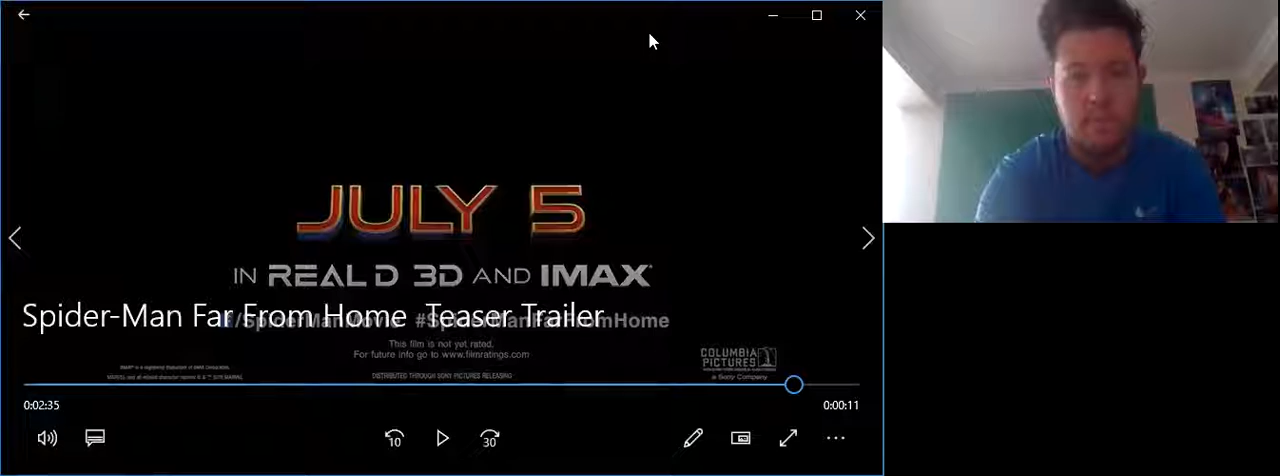 JULY 5
IN REAL D 3D AND IMAX
Spider-Man Far From Home Teaser Trailer
#SpiderManFarFromHome
This film is not yet rated.
For future info go to www.filmratings.com
COLUMBIA
PICTURES
a Sony Company
DISTRIBUTED THROUGH SONY PICTURES RELEASING
0:02:35
0:00:11
10
30